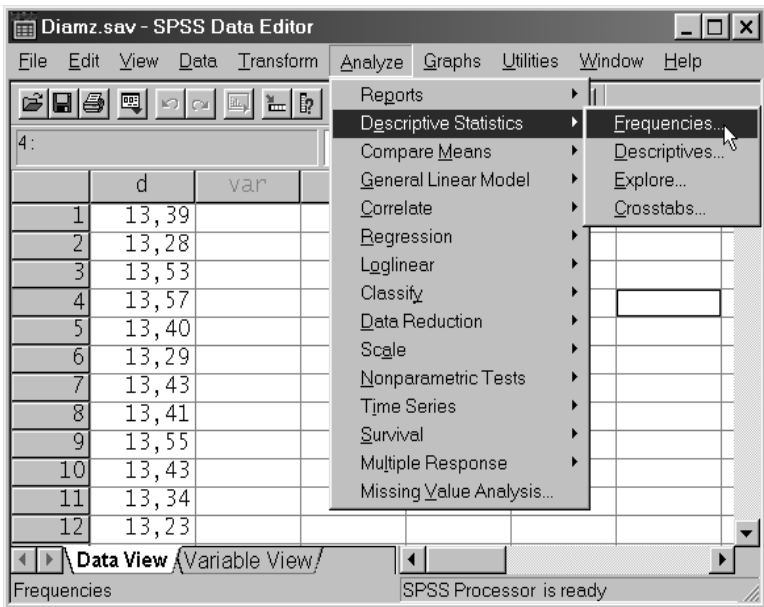 Diamz.sav - SPSS Data Editor
File Edit View Data Transform Analyze Graphs Utilities Window Help
Reports
Descriptive Statistics
Compare Means
General Linear Model
Correlate
Regression
Loglinear
Classify
Data Reduction
Scale
Nonparametric Tests
Time Series
Survival
Multiple Response
Missing Value Analysis...
Frequencies...
Descriptives...
Explore...
Crosstabs...
4:
d var
1 13,39
2 13,28
3 13,53
4 13,57
5 13,40
6 13,29
7 13,43
8 13,41
9 13,55
10 13,43
11 13,34
12 13,23
Data View Variable View
Frequencies SPSS Processor is ready